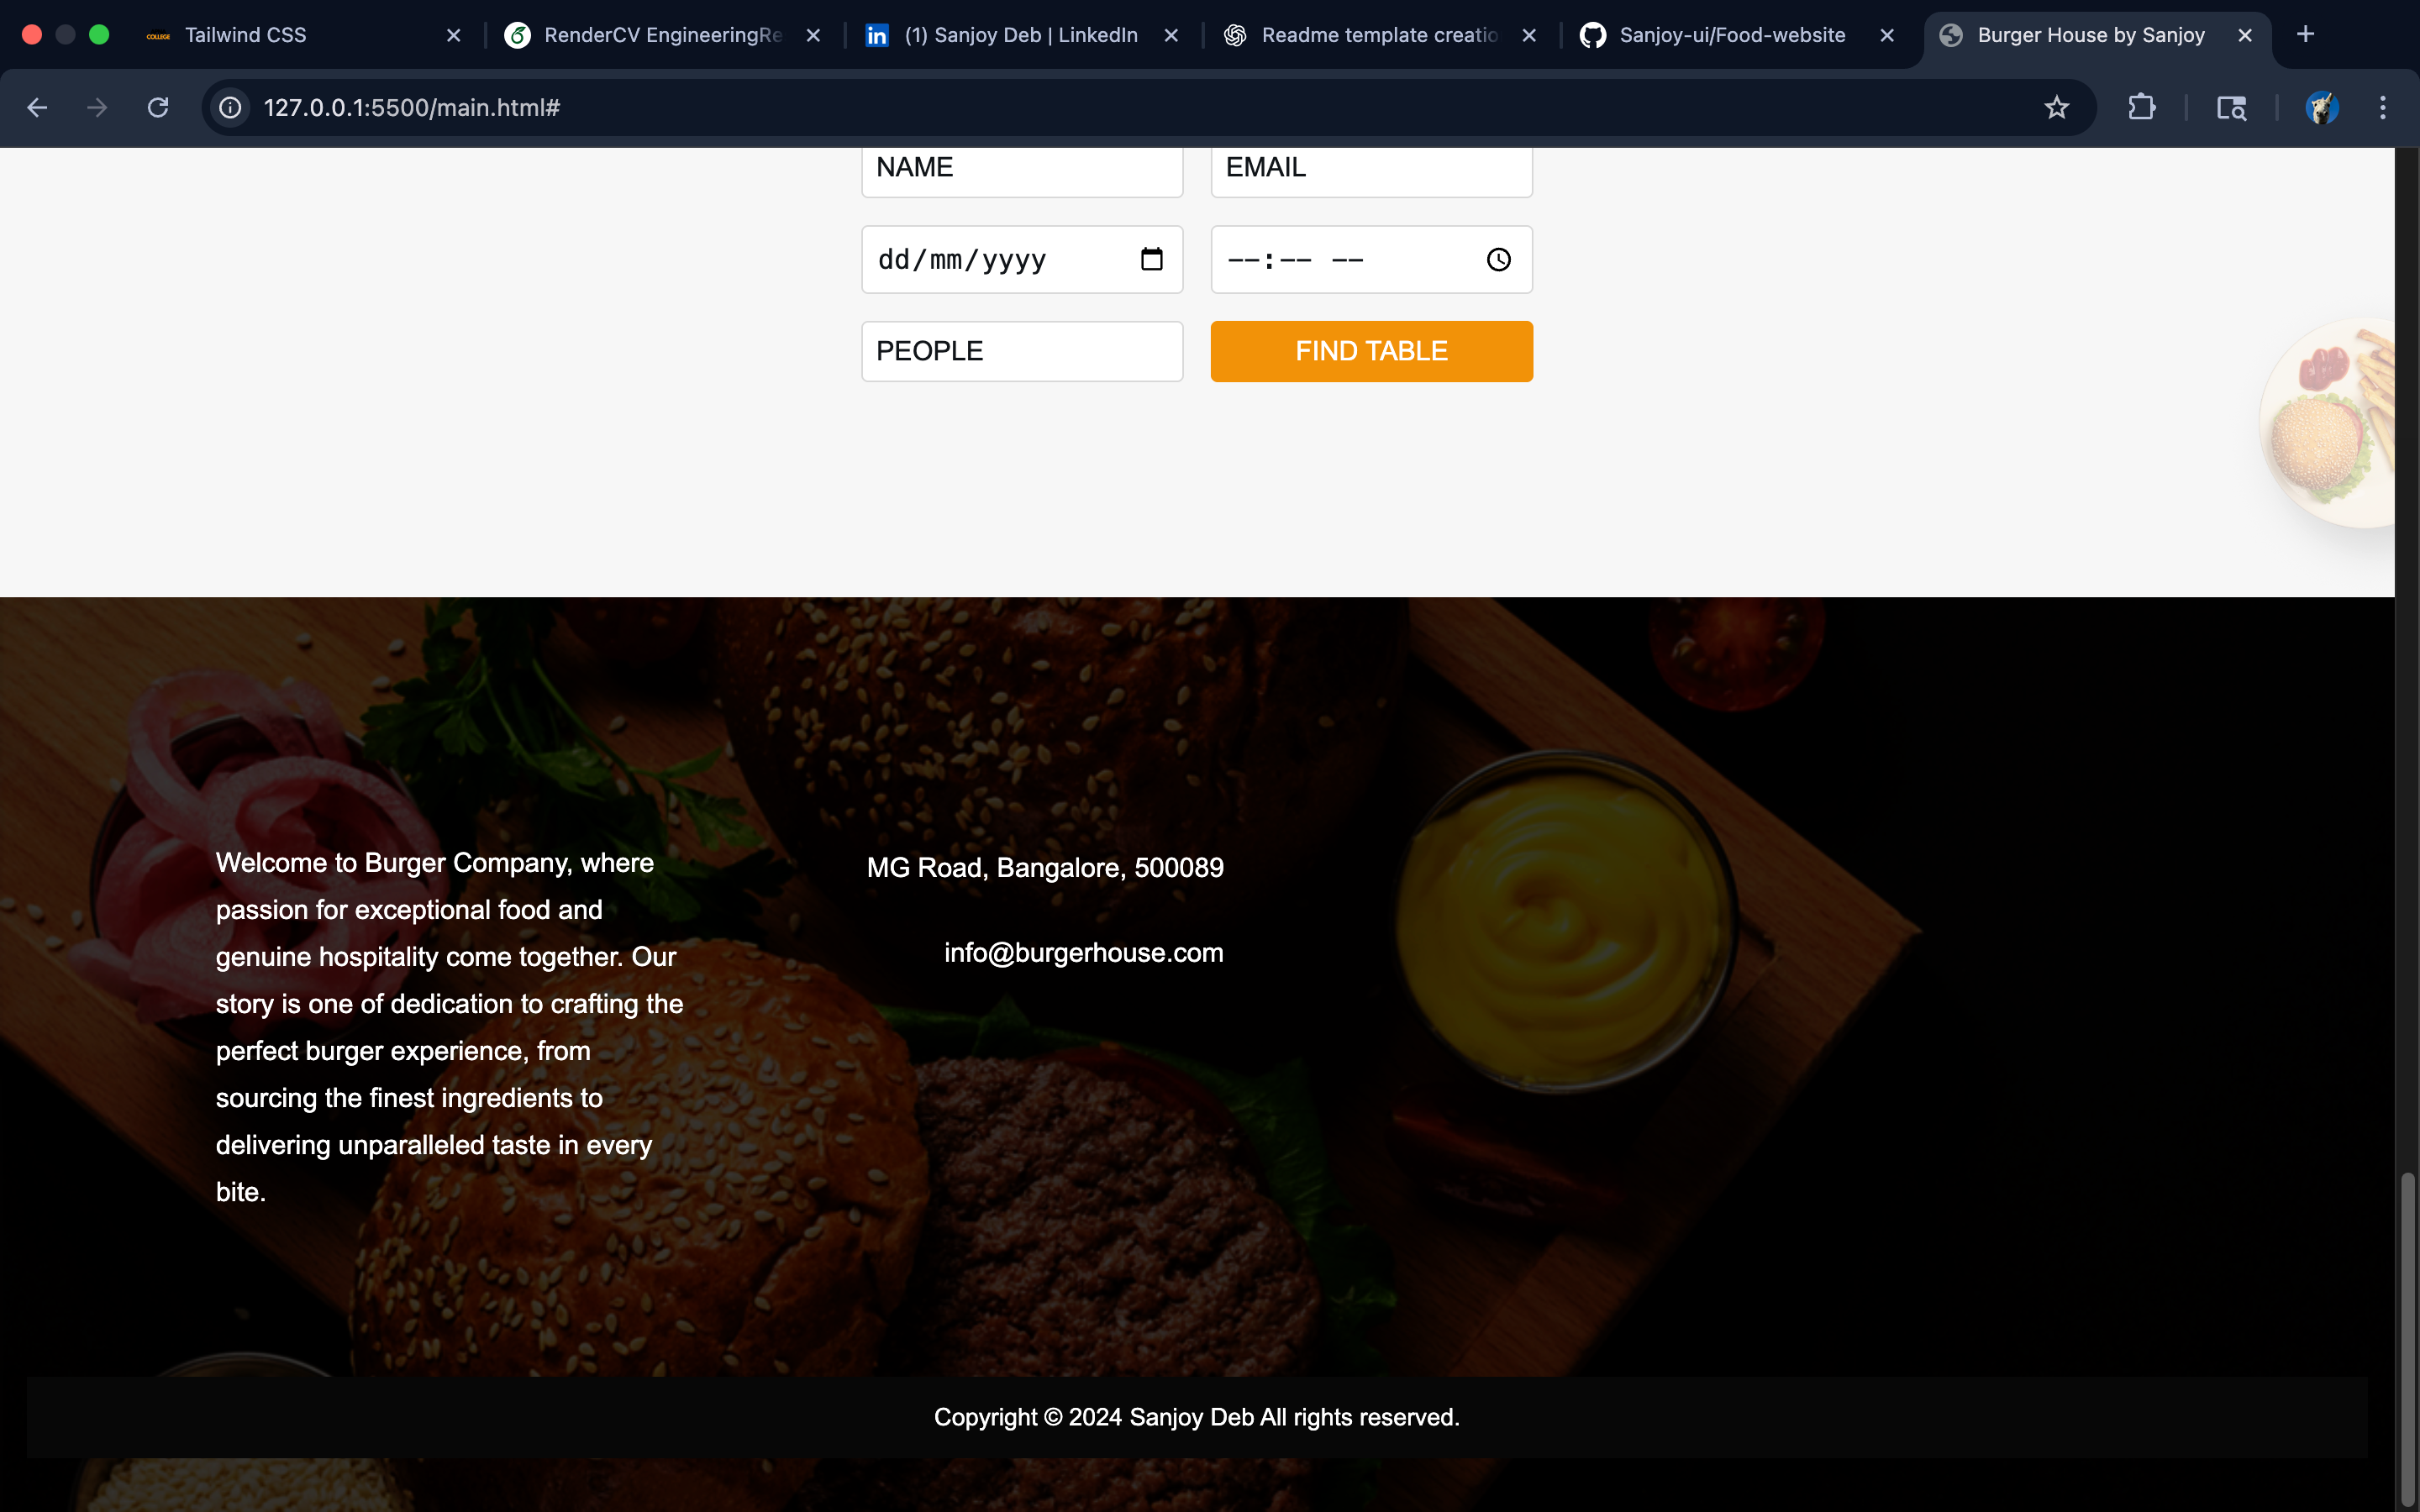 COLLEGE Tailwind CSS
RenderCV EngineeringRe
in (1) Sanjoy Deb | LinkedIn
Readme template creatio
Sanjoy-ui/Food-website
Burger House by Sanjoy
127.0.0.1:5500/main.html#
NAME EMAIL
dd/mm/yyyy --:-- --
PEOPLE FIND TABLE
Welcome to Burger Company, where
passion for exceptional food and
genuine hospitality come together. Our
story is one of dedication to crafting the
perfect burger experience, from
sourcing the finest ingredients to
delivering unparalleled taste in every
bite.
MG Road, Bangalore, 500089
info@burgerhouse.com
Copyright © 2024 Sanjoy Deb All rights reserved.